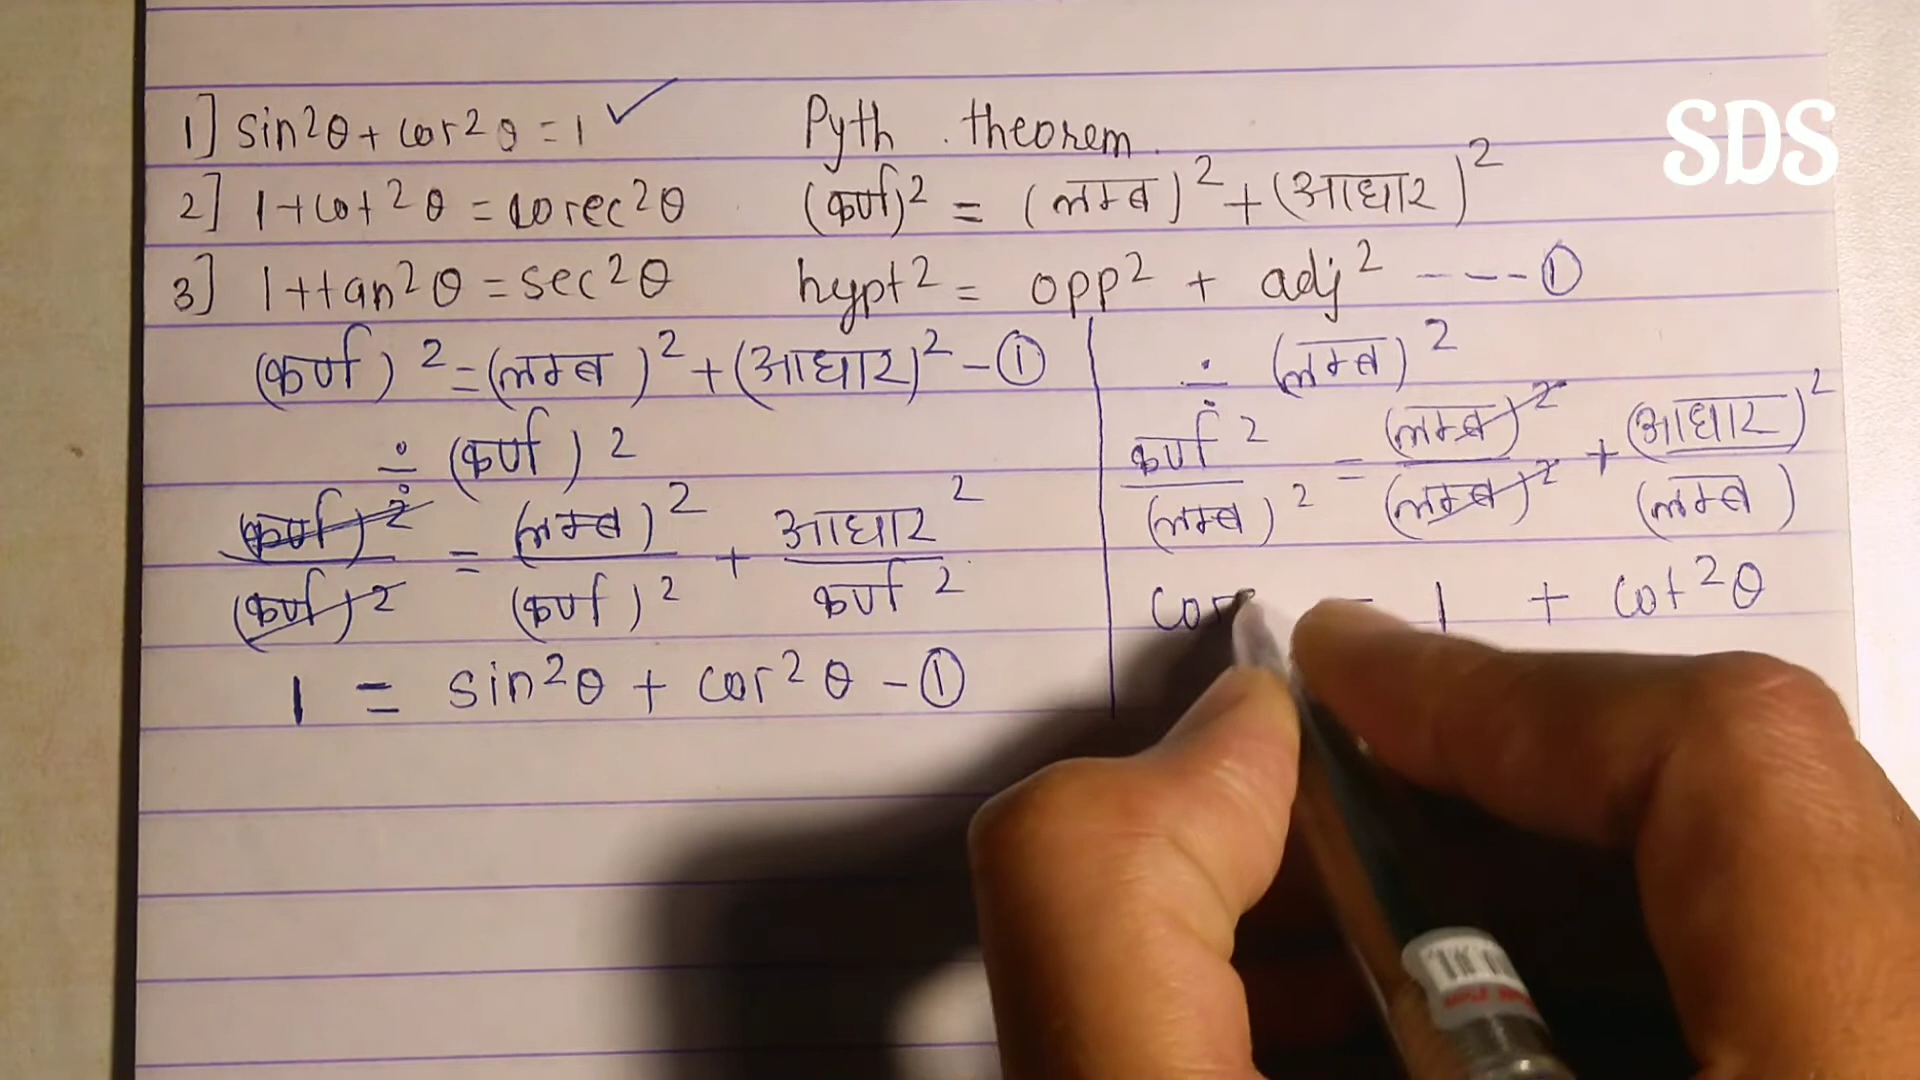 1] sin²θ + cos²θ = 1 ✓ Pyth. theorem. SDS
2] 1+cot²θ = cosec²θ (कर्ण)² = (लम्ब)² + (आधार)²
3] 1+tan²θ = sec²θ hypt² = opp² + adj² ---①
(कर्ण)² = (लम्ब)² + (आधार)² - ①
÷ (कर्ण)²
(कर्ण)²/(कर्ण)² = (लम्ब)²/(कर्ण)² + आधार²/कर्ण²
1 = sin²θ + cos²θ - ①
÷ (लम्ब)²
कर्ण²/(लम्ब)² = (लम्ब)²/(लम्ब)² + (आधार)²/(लम्ब)
cose = 1 + cot²θ